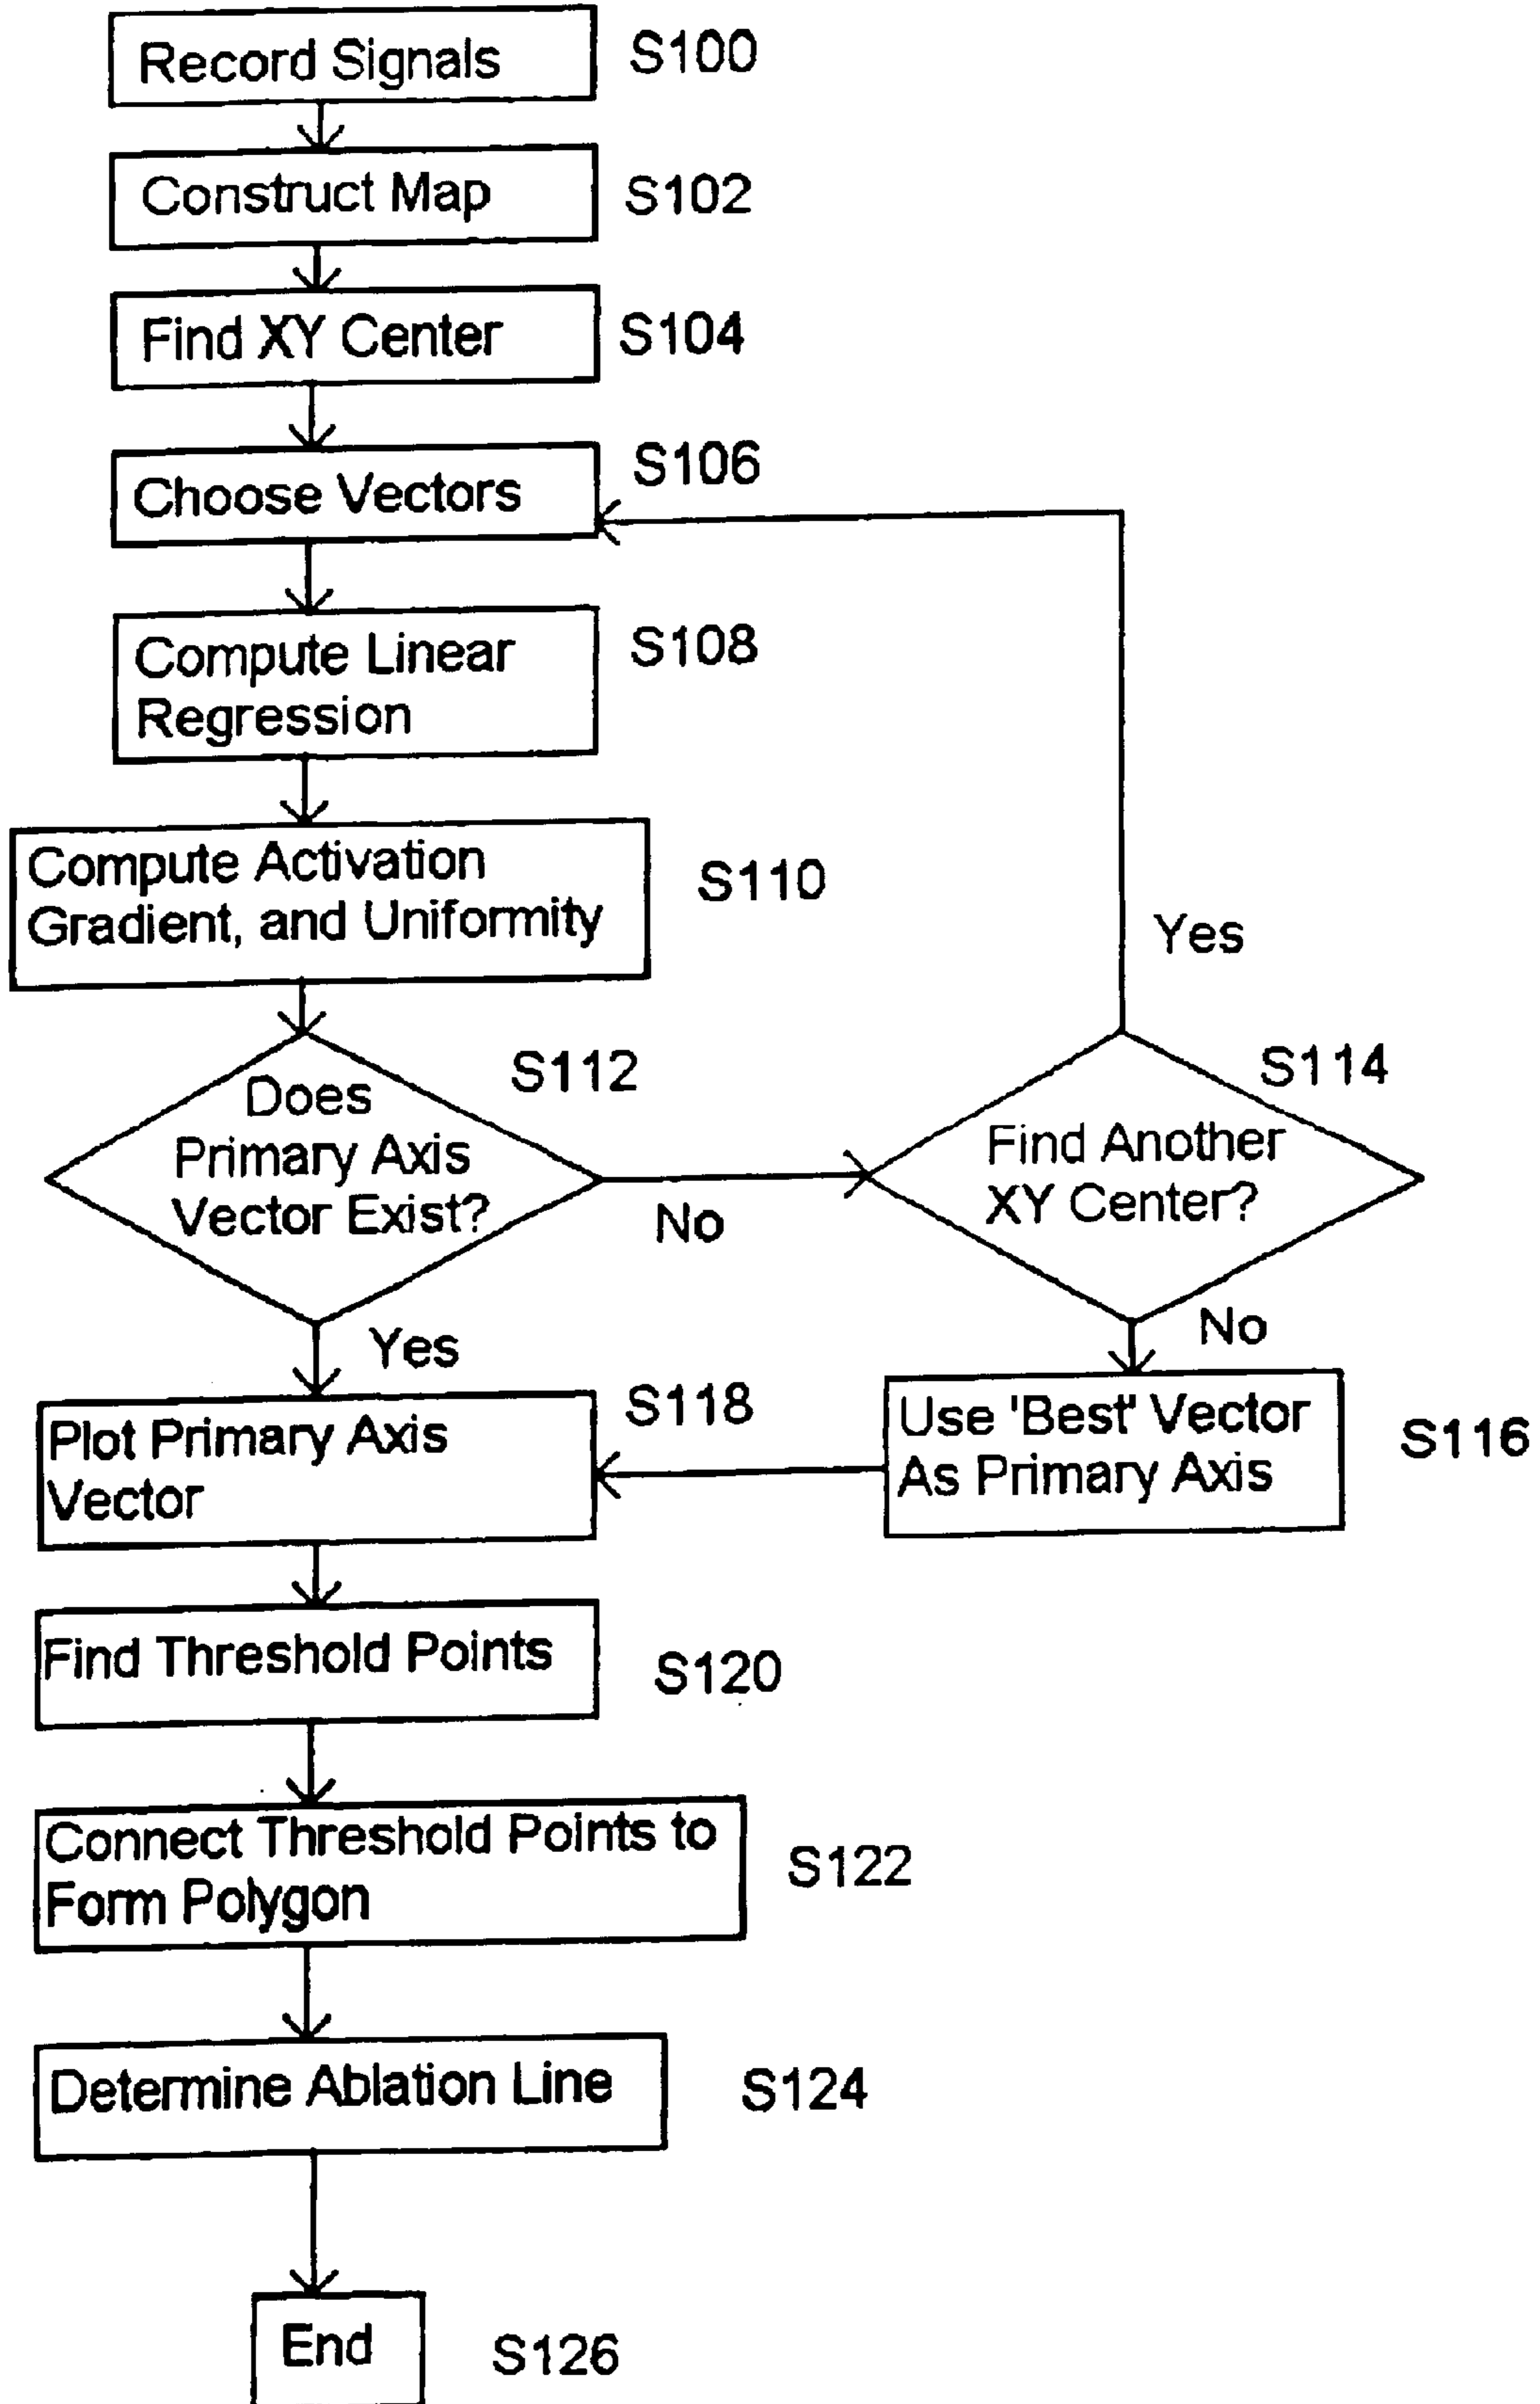 Record Signals
S100
Construct Map
S102
Find XY Center
S104
Choose Vectors
S106
Compute Linear
Regression
S108
Compute Activation
Gradient, and Uniformity
S110
Does
Primary Axis
Vector Exist?
S112
No
Yes
Find Another
XY Center?
S114
Yes
No
Use 'Best' Vector
As Primary Axis
S116
Plot Primary Axis
Vector
S118
Find Threshold Points
S120
Connect Threshold Points to
Form Polygon
S122
Determine Ablation Line
S124
End
S126